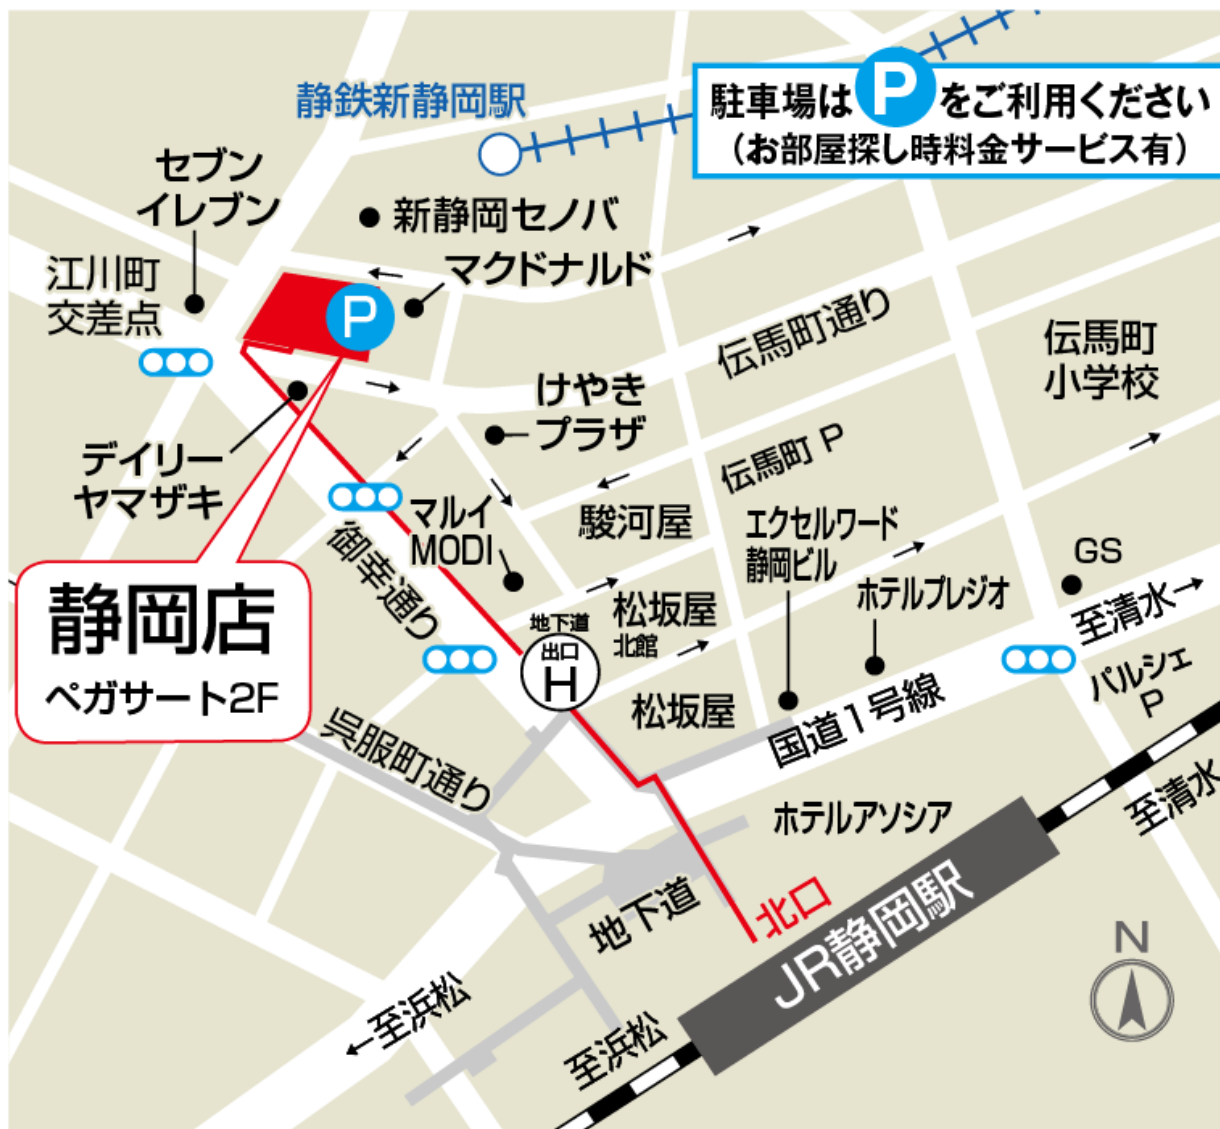 静鉄新静岡駅
駐車場はPをご利用ください
（お部屋探し時料金サービス有）
セブン
イレブン
新静岡セノバ
マクドナルド
江川町
交差点
P
伝馬町通り
伝馬町
小学校
けやき
プラザ
デイリー
ヤマザキ
伝馬町 P
マルイ
MODI
駿河屋
エクセルワード
静岡ビル
GS
御幸通り
ホテルプレジオ
至清水→
静岡店
ペガサート2F
地下道
出口
H
松坂屋
北館
松坂屋
パルシェ
P
国道1号線
呉服町通り
ホテルアソシア
至清水
地下道
北口
JR静岡駅
N
←至浜松
至浜松